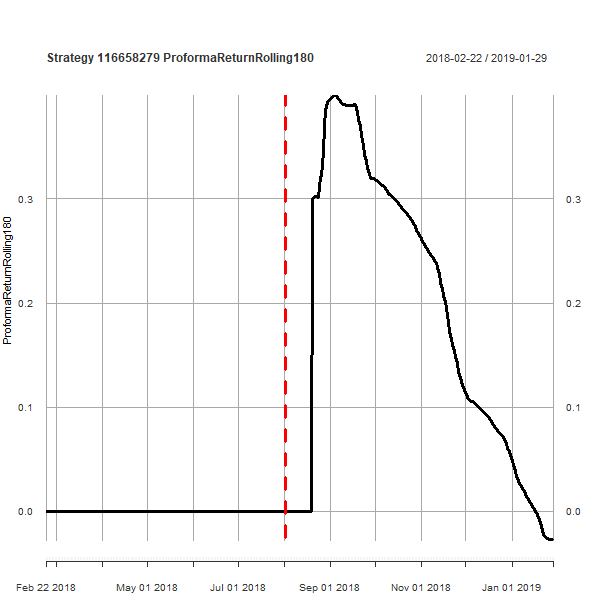 Strategy 116658279 ProformaReturnRolling180
2018-02-22 / 2019-01-29
ProformaReturnRolling180
0.3
0.3
0.2
0.2
0.1
0.1
0.0
0.0
Feb 22 2018
May 01 2018
Jul 01 2018
Sep 01 2018
Nov 01 2018
Jan 01 2019